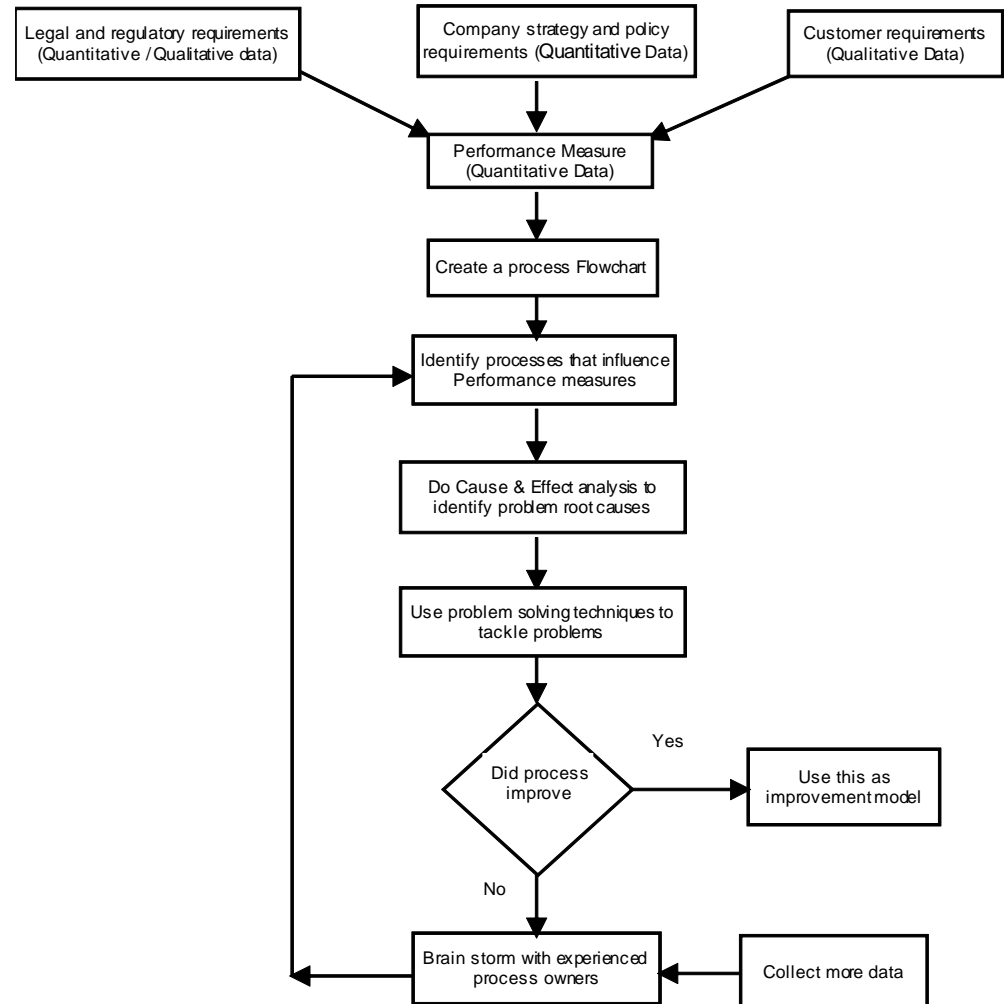 Legal and regulatory requirements
(Quantitative / Qualitative data)
Company strategy and policy
requirements (Quantitative Data)
Customer requirements
(Qualitative Data)
Performance Measure
(Quantitative Data)
Create a process Flowchart
Identify processes that influence
Performance measures
Do Cause & Effect analysis to
identify problem root causes
Use problem solving techniques to
tackle problems
Did process
improve
Yes
Use this as
improvement model
No
Brain storm with experienced
process owners
Collect more data